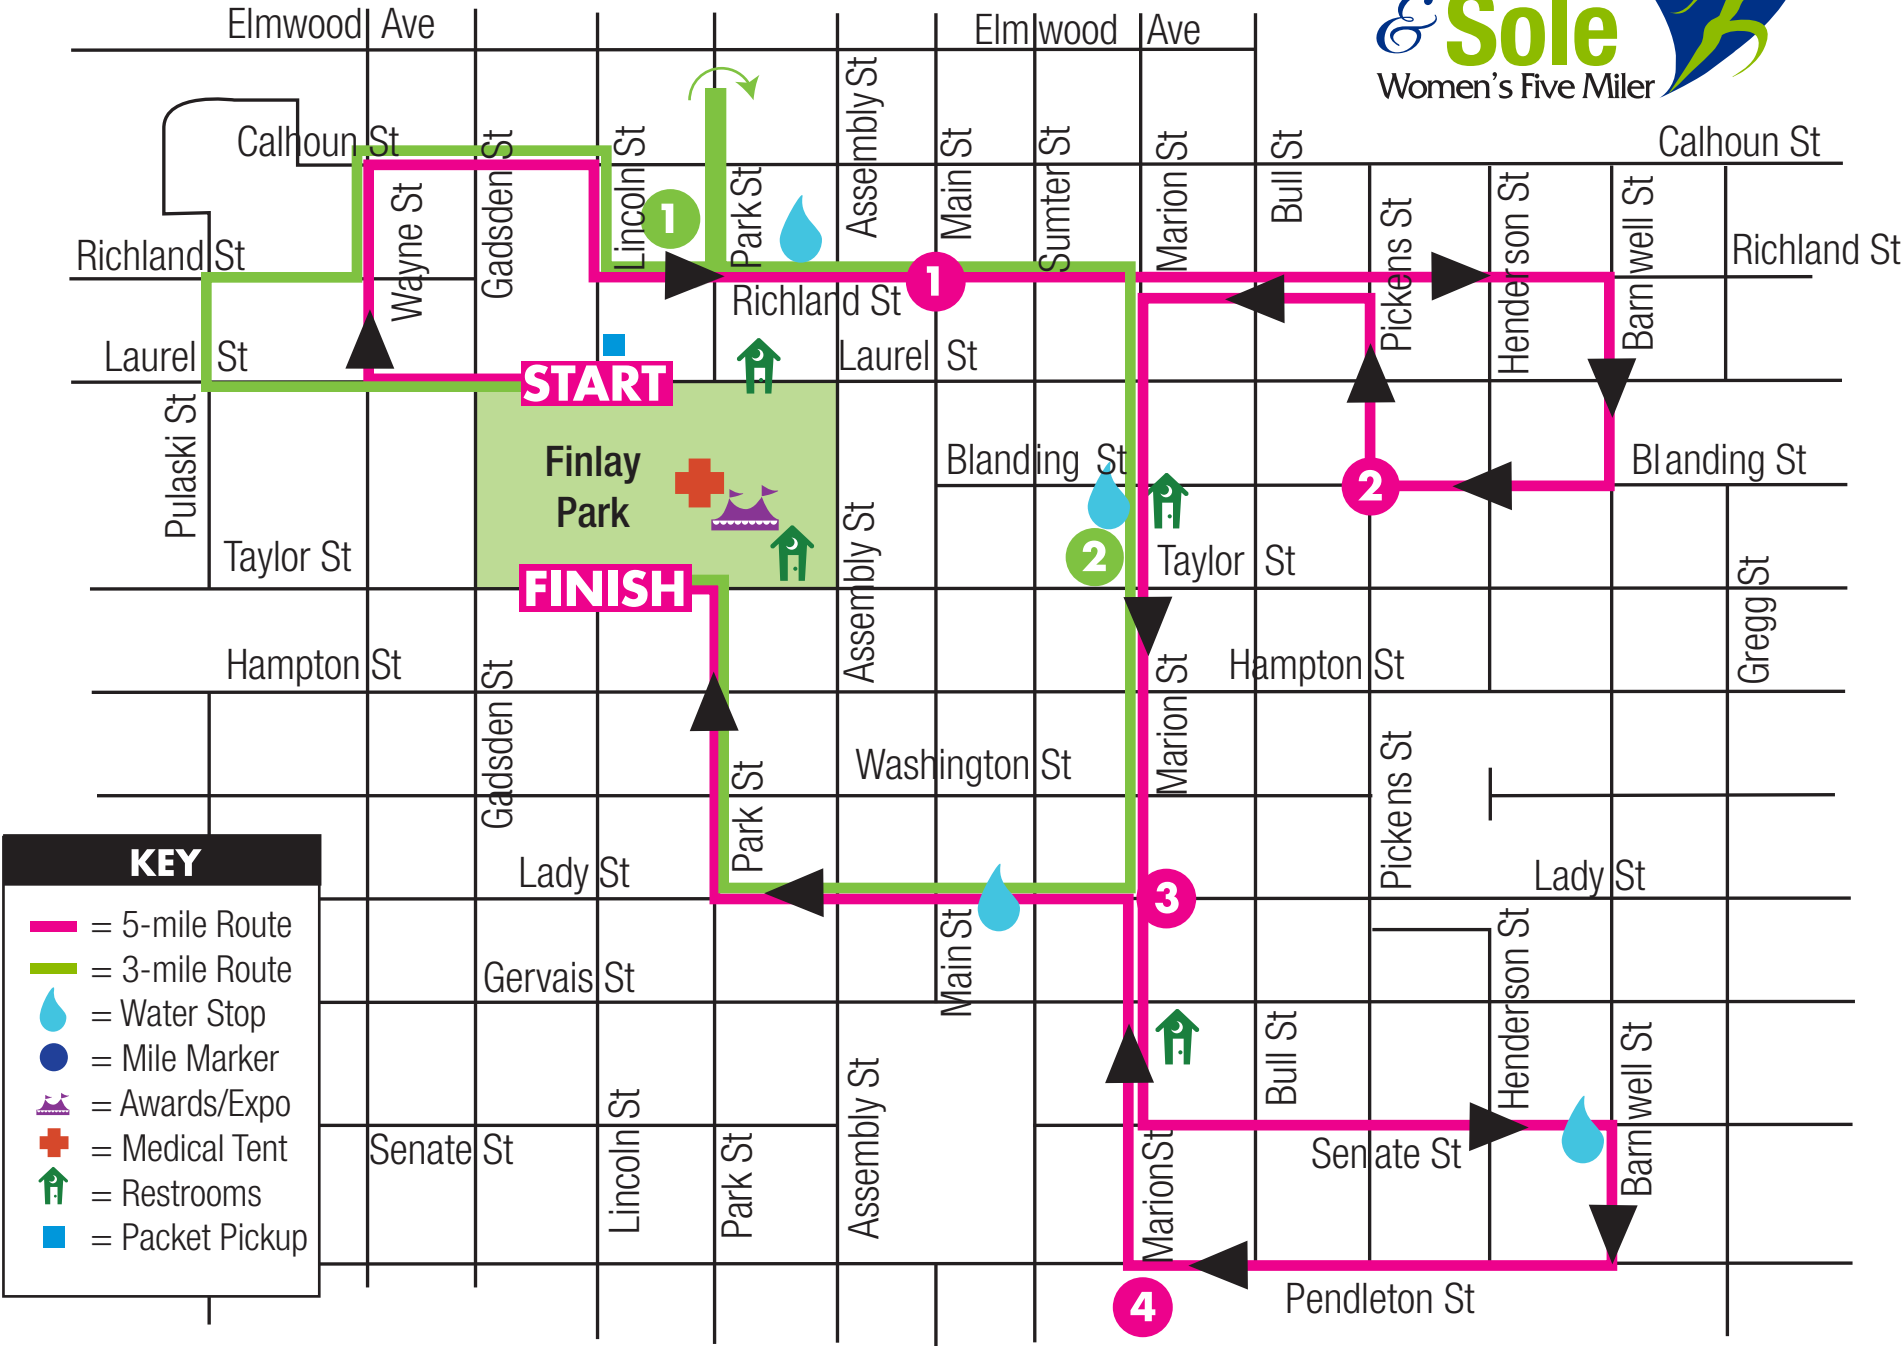 Elmwood Ave
Elmwood Ave
& Sole
Women's Five Miler
Calhoun St
Calhoun St
Wayne St
Gadsden St
Lincoln St
1
Park St
Assembly St
Main St
Sumter St
Marion St
Bull St
Pickens St
Henderson St
Barnwell St
Richland St
Richland St
1
Richland St
Laurel St
Laurel St
START
Pulaski St
Finlay
Park
Blanding St
Blanding St
2
2
Taylor St
Taylor St
Assembly St
Gregg St
FINISH
Hampton St
Hampton St
Gadsden St
Marion St
Washington St
Park St
Pickens St
Lady St
Lady St
3
Main St
Gervais St
Henderson St
Bull St
Barnwell St
Senate St
Senate St
Lincoln St
Park St
Assembly St
Marion St
Pendleton St
4
KEY
= 5-mile Route
= 3-mile Route
= Water Stop
= Mile Marker
= Awards/Expo
= Medical Tent
= Restrooms
= Packet Pickup